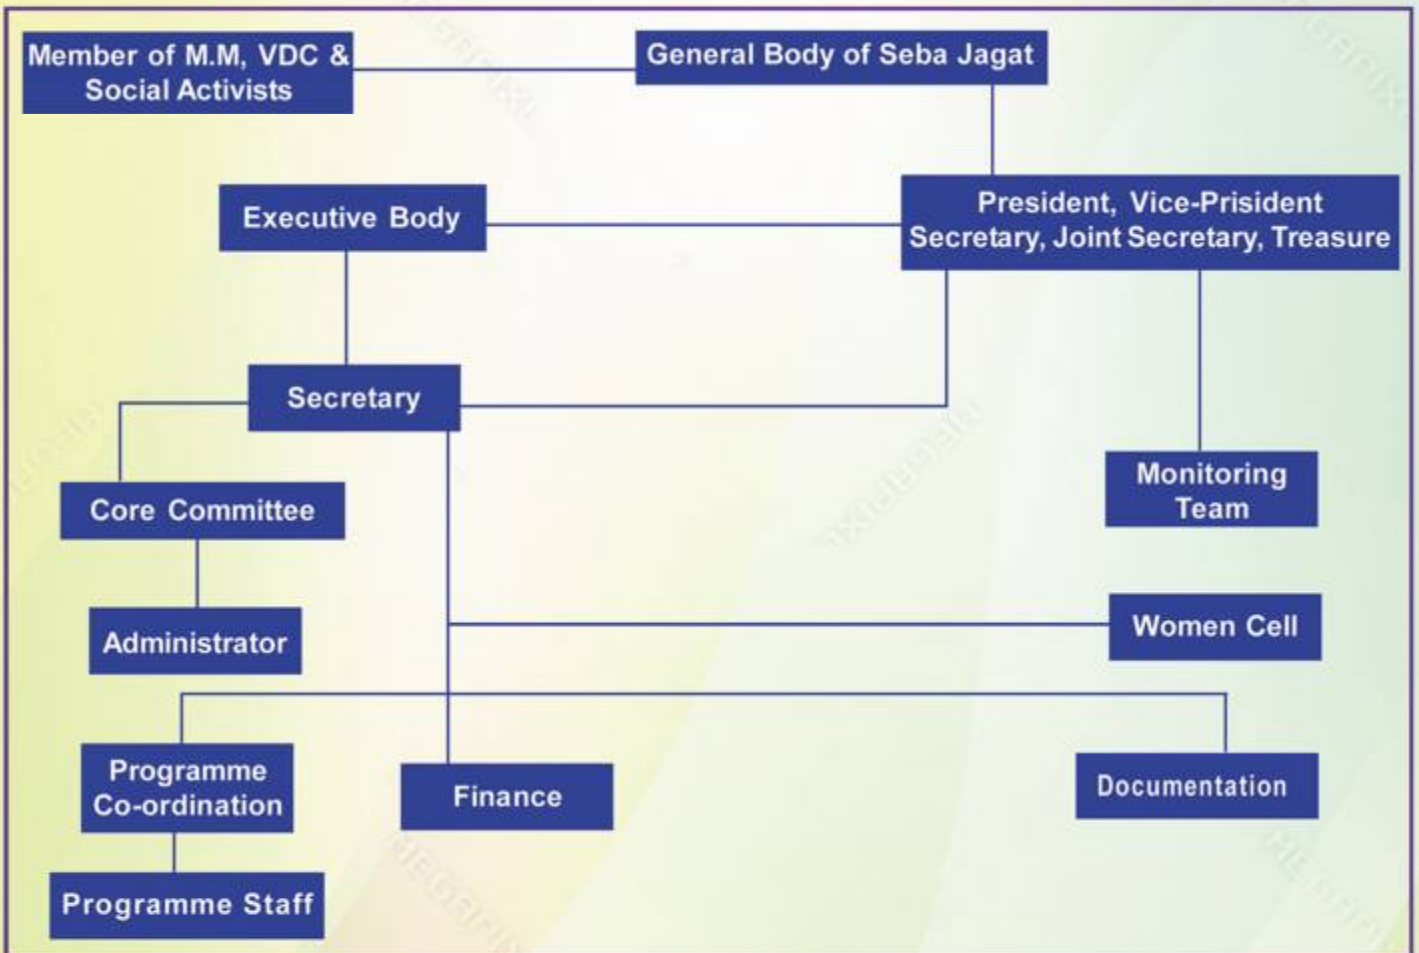 Member of M.M, VDC &
Social Activists
General Body of Seba Jagat
Executive Body
President, Vice-Prisident
Secretary, Joint Secretary, Treasure
Secretary
Core Committee
Monitoring
Team
Administrator
Women Cell
Programme
Co-ordination
Finance
Documentation
Programme Staff